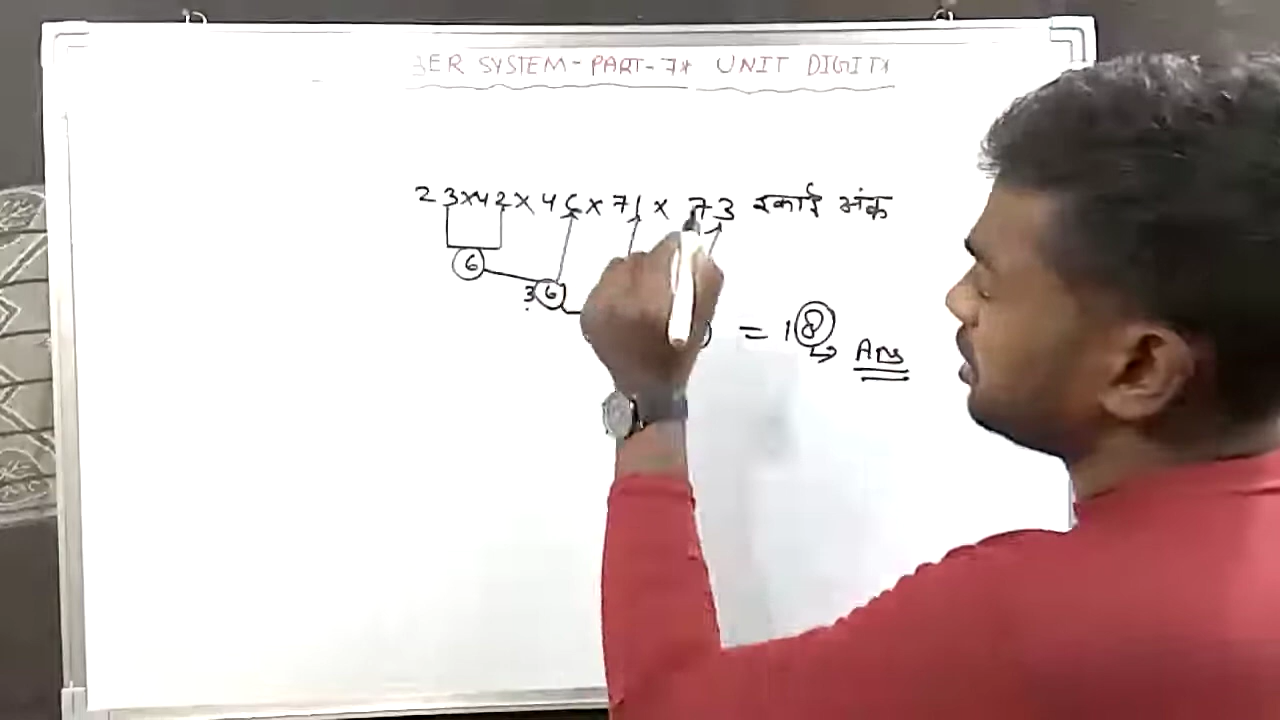 BER SYSTEM - PART-7* UNIT DIGIT*
23×42×46×71×73 इकाई अंक
6
36
= 18
Ans